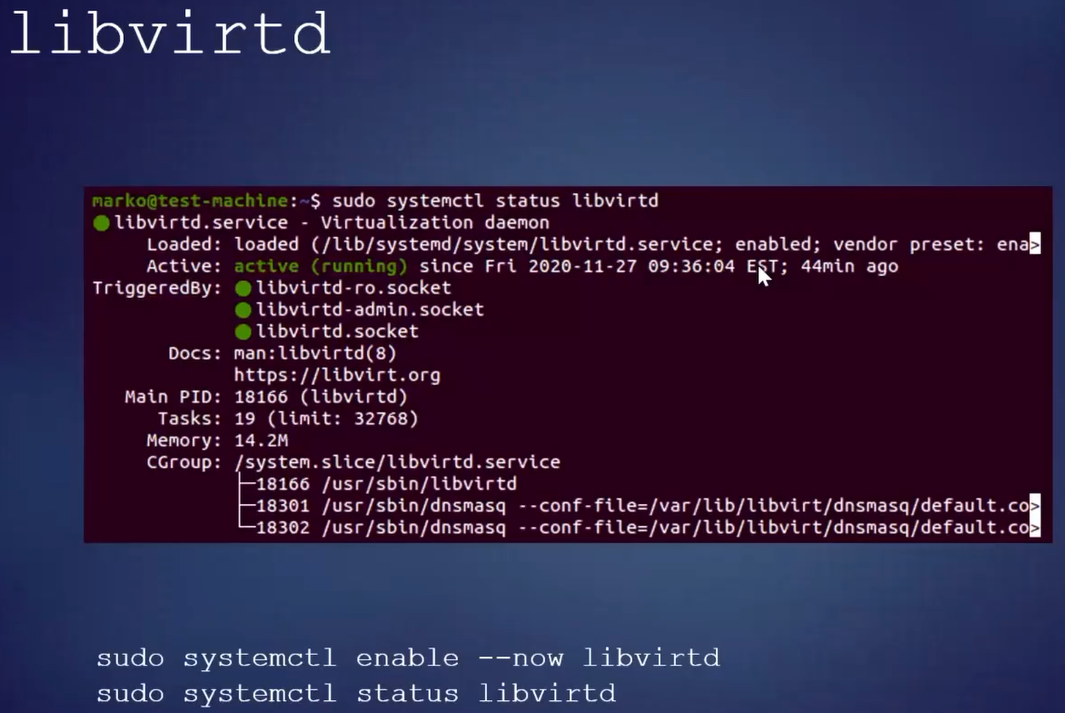 libvirtd
marko@test-machine:~$ sudo systemctl status libvirtd
libvirtd.service - Virtualization daemon
Loaded: loaded (/lib/systemd/system/libvirtd.service; enabled; vendor preset: ena>
Active: active (running) since Fri 2020-11-27 09:36:04 EST; 44min ago
TriggeredBy: libvirtd-ro.socket
libvirtd-admin.socket
libvirtd.socket
Docs: man:libvirtd(8)
https://libvirt.org
Main PID: 18166 (libvirtd)
Tasks: 19 (limit: 32768)
Memory: 14.2M
CGroup: /system.slice/libvirtd.service
├─18166 /usr/sbin/libvirtd
├─18301 /usr/sbin/dnsmasq --conf-file=/var/lib/libvirt/dnsmasq/default.co>
└─18302 /usr/sbin/dnsmasq --conf-file=/var/lib/libvirt/dnsmasq/default.co>
sudo systemctl enable --now libvirtd
sudo systemctl status libvirtd